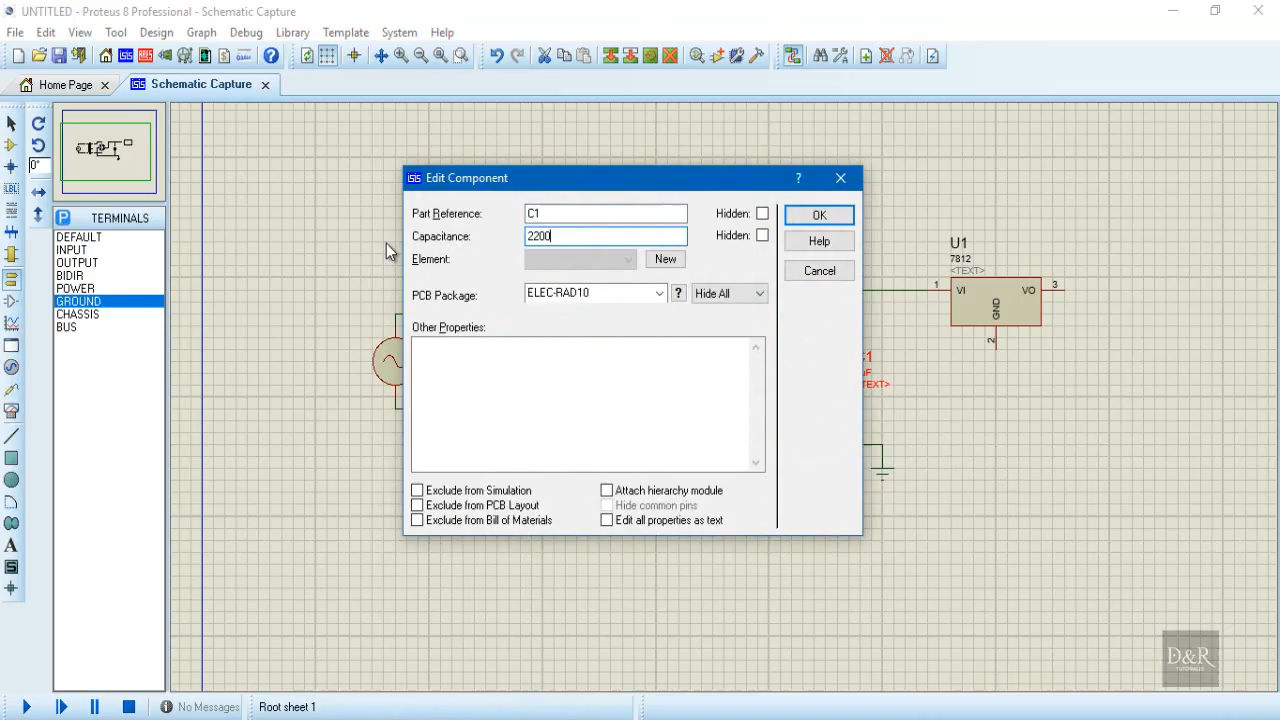 UNTITLED - Proteus 8 Professional - Schematic Capture
File Edit View Tool Design Graph Debug Library Template System Help
Home Page
Schematic Capture
0°
TERMINALS
DEFAULT
INPUT
OUTPUT
BIDIR
POWER
GROUND
CHASSIS
BUS
Edit Component
Part Reference: C1 Hidden:
Capacitance: 2200 Hidden:
Element: New
PCB Package: ELEC-RAD10 ? Hide All
Other Properties:
Exclude from Simulation
Exclude from PCB Layout
Exclude from Bill of Materials
Attach hierarchy module
Hide common pins
Edit all properties as text
OK
Help
Cancel
U1
7812
<TEXT>
1 VI VO 3
GND
2
D&R
TUTORIALS
No Messages Root sheet 1